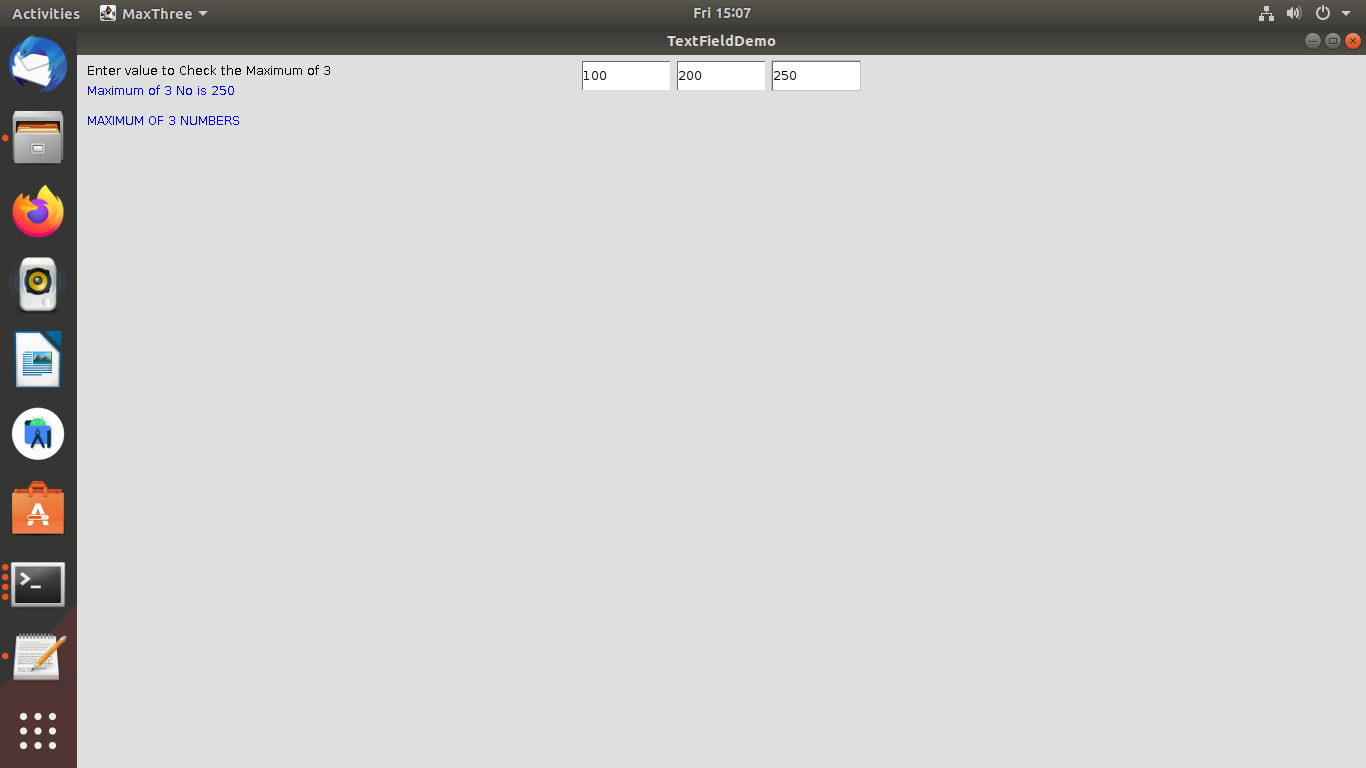 Activities MaxThree Fri 15:07
TextFieldDemo
Enter value to Check the Maximum of 3 100 200 250
Maximum of 3 No is 250
MAXIMUM OF 3 NUMBERS